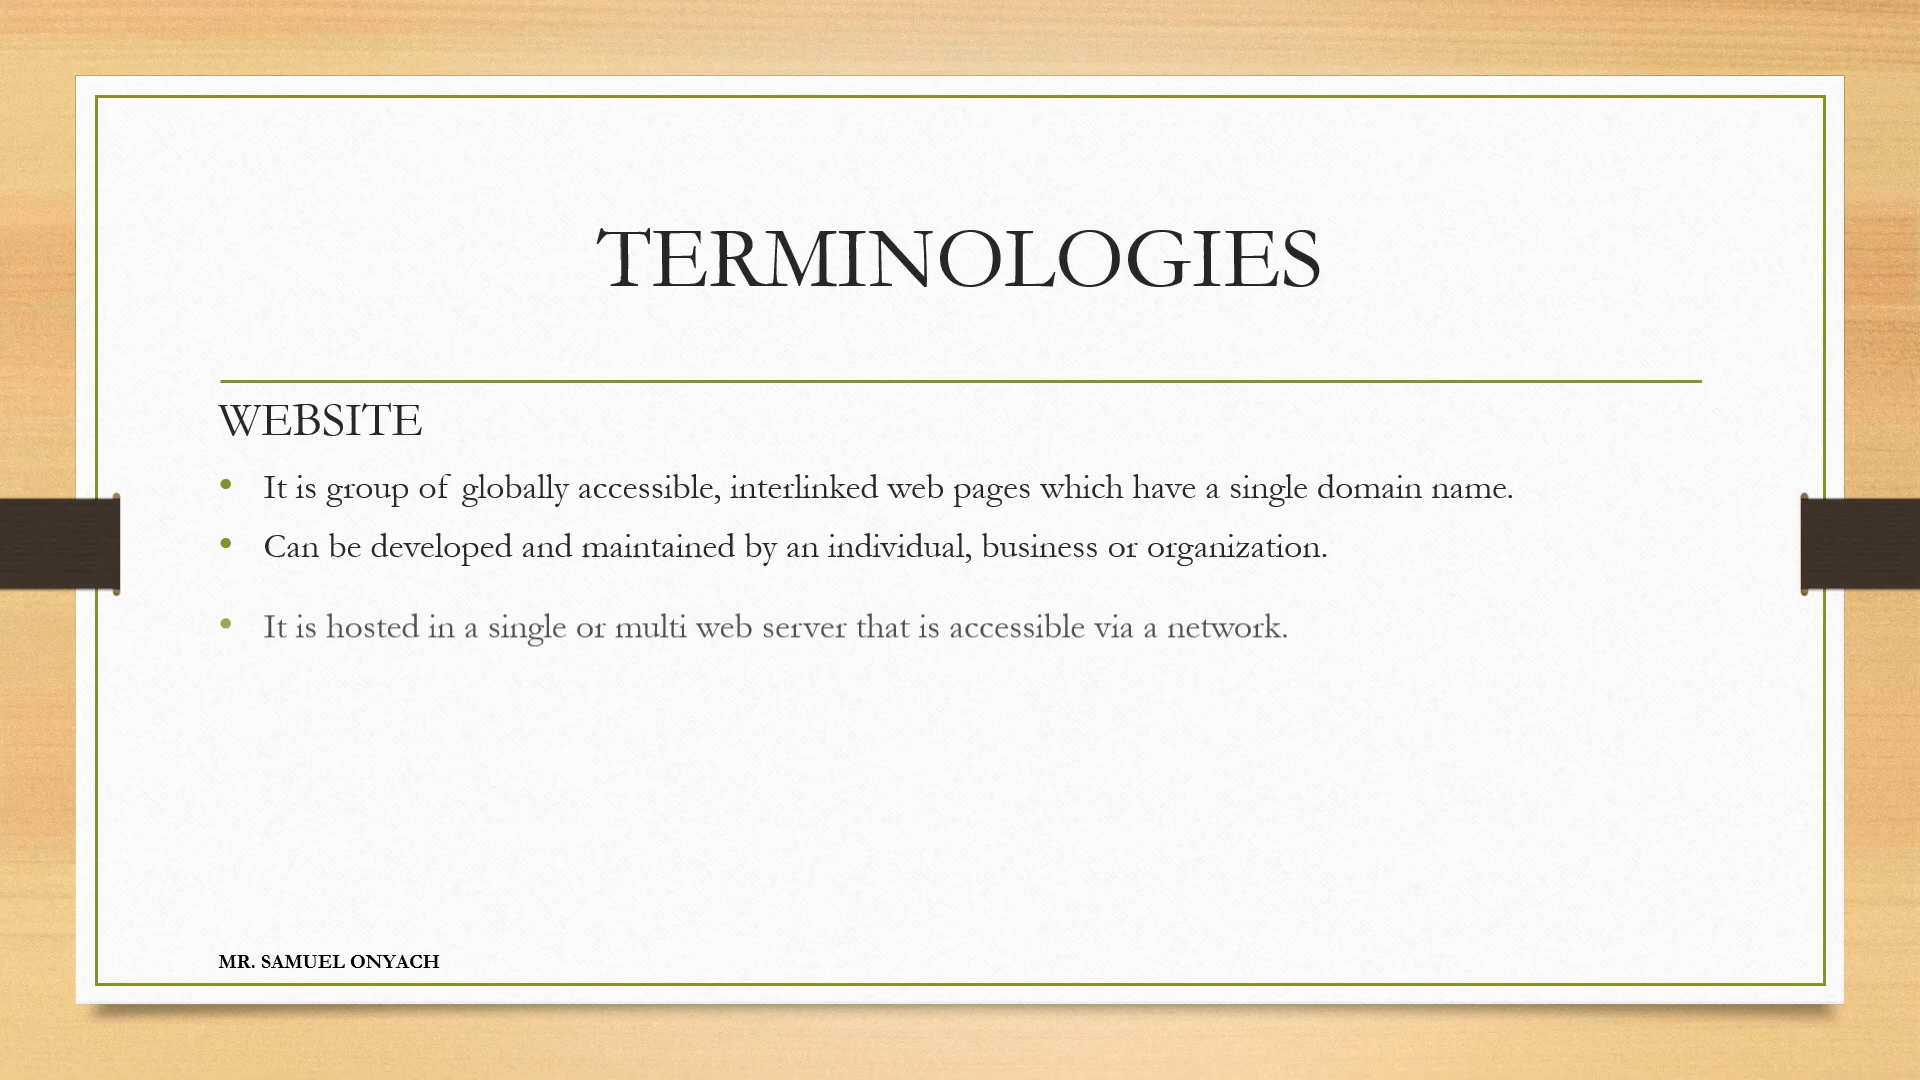 TERMINOLOGIES
WEBSITE
• It is group of globally accessible, interlinked web pages which have a single domain name.
• Can be developed and maintained by an individual, business or organization.
• It is hosted in a single or multi web server that is accessible via a network.
MR. SAMUEL ONYACH